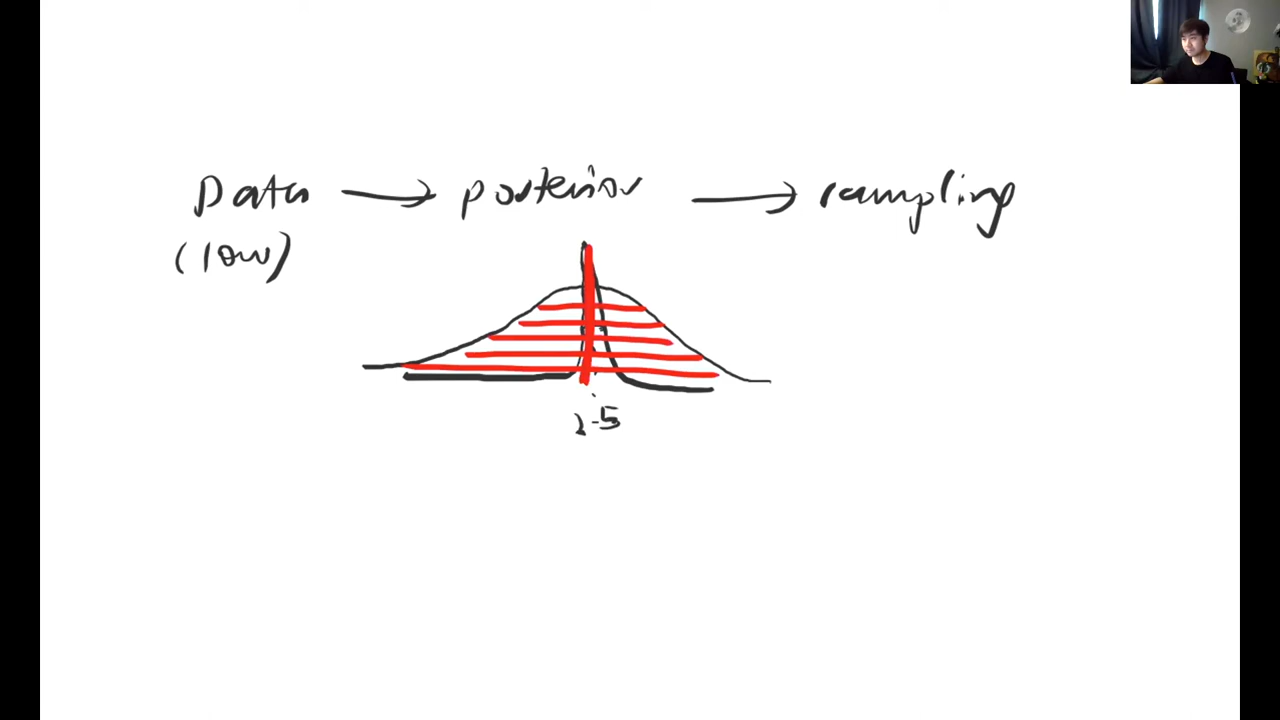 Data → posterior → sampling
(low)
2.5